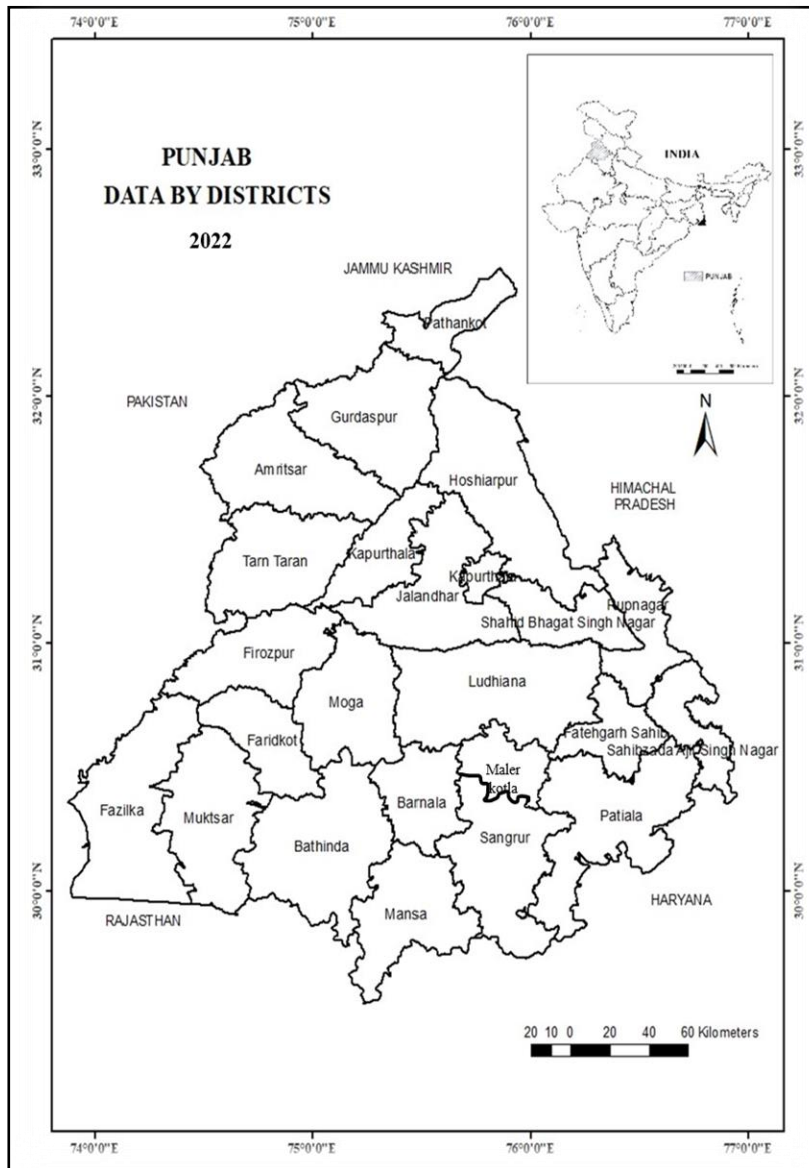 74°0'0"E 75°0'0"E 76°0'0"E 77°0'0"E
33°0'0"N
33°0'0"N
PUNJAB
DATA BY DISTRICTS
2022
INDIA
PUNJAB
JAMMU KASHMIR
Pathankot
32°0'0"N
PAKISTAN
32°0'0"N
N
Gurdaspur
Amritsar
Hoshiarpur
HIMACHAL
PRADESH
Tarn Taran
Kapurthala
Kapurthala
Jalandhar
Rupnagar
Shahid Bhagat Singh Nagar
31°0'0"N
31°0'0"N
Firozpur
Ludhiana
Moga
Faridkot
Fatehgarh Sahib
Sahibzada Ajit Singh Nagar
Maler
kotla
Fazilka
Muktsar
Barnala
Patiala
Bathinda
Sangrur
30°0'0"N
30°0'0"N
HARYANA
Mansa
RAJASTHAN
20 10 0 20 40 60 Kilometers
74°0'0"E 75°0'0"E 76°0'0"E 77°0'0"E